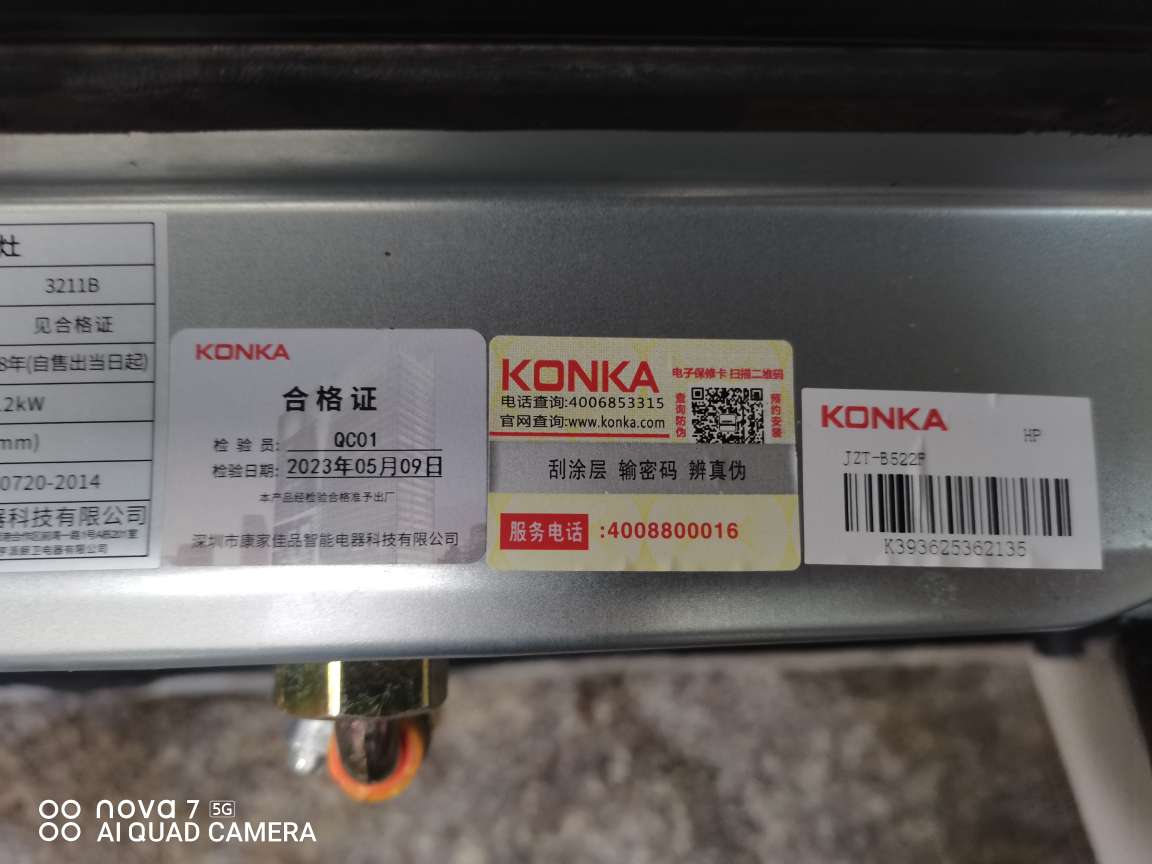 灶
3211B
见合格证
8年(自售出当日起)
.2kW
mm)
0720-2014
器科技有限公司
KONKA
合格证
检验员: QC01
检验日期: 2023年05月09日
本产品经检验合格准予出厂
深圳市康家佳品智能电器科技有限公司
KONKA
电话查询:4006853315
官网查询:www.konka.com
电子保修卡 扫描二维码
查询防伪
预约安装
刮涂层 输密码 辨真伪
服务电话:4008800016
KONKA
HP
JZT-B522P
K393625362135
nova 7 5G
AI QUAD CAMERA